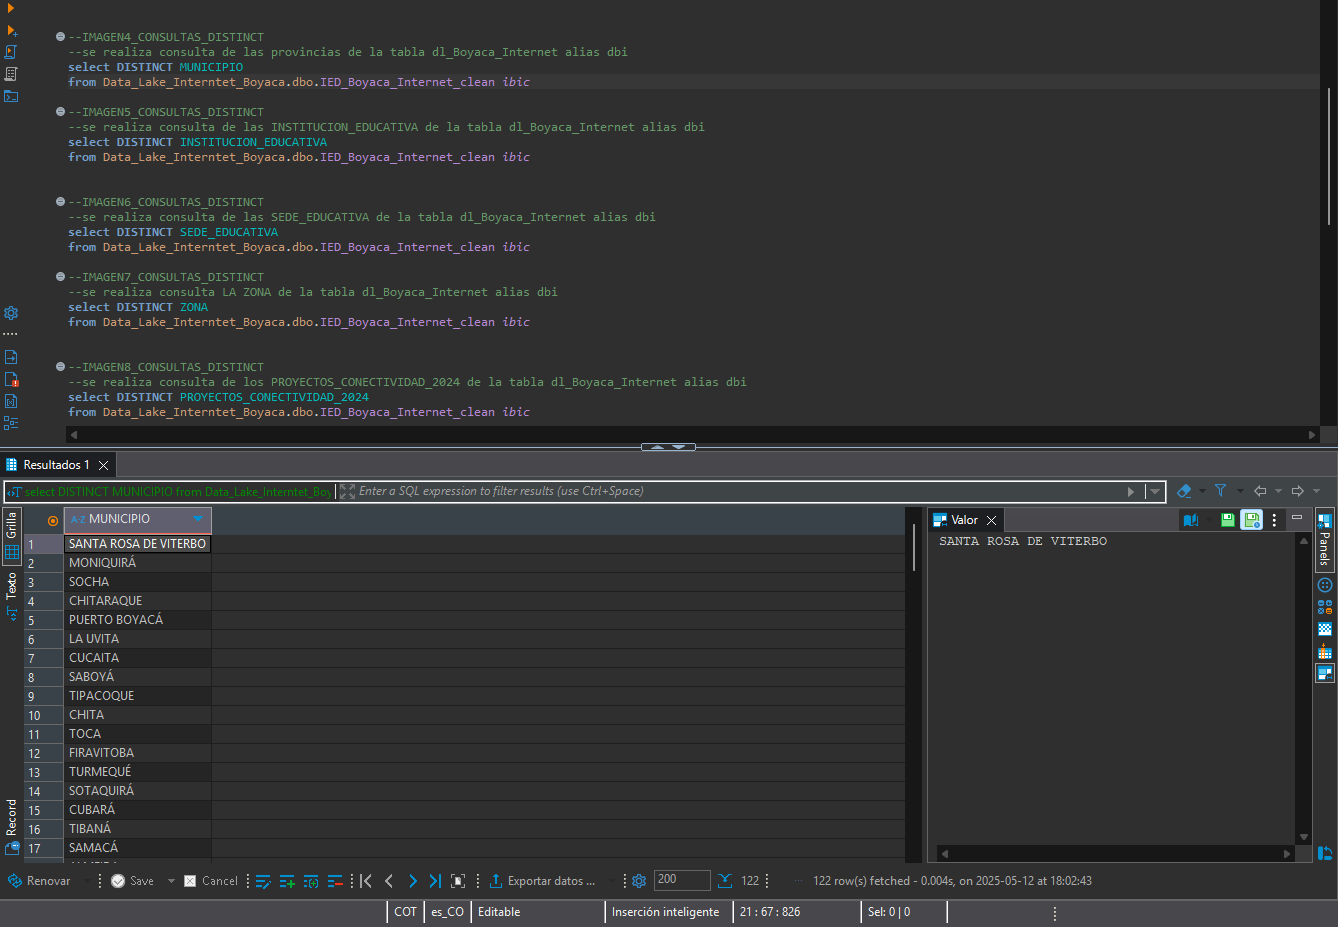 --IMAGEN4_CONSULTAS_DISTINCT
--se realiza consulta de las provincias de la tabla dl_Boyaca_Internet alias dbi
select DISTINCT MUNICIPIO
from Data_Lake_Interntet_Boyaca.dbo.IED_Boyaca_Internet_clean ibic
--IMAGEN5_CONSULTAS_DISTINCT
--se realiza consulta de las INSTITUCION_EDUCATIVA de la tabla dl_Boyaca_Internet alias dbi
select DISTINCT INSTITUCION_EDUCATIVA
from Data_Lake_Interntet_Boyaca.dbo.IED_Boyaca_Internet_clean ibic
--IMAGEN6_CONSULTAS_DISTINCT
--se realiza consulta de las SEDE_EDUCATIVA de la tabla dl_Boyaca_Internet alias dbi
select DISTINCT SEDE_EDUCATIVA
from Data_Lake_Interntet_Boyaca.dbo.IED_Boyaca_Internet_clean ibic
--IMAGEN7_CONSULTAS_DISTINCT
--se realiza consulta LA ZONA de la tabla dl_Boyaca_Internet alias dbi
select DISTINCT ZONA
from Data_Lake_Interntet_Boyaca.dbo.IED_Boyaca_Internet_clean ibic
--IMAGEN8_CONSULTAS_DISTINCT
--se realiza consulta de los PROYECTOS_CONECTIVIDAD_2024 de la tabla dl_Boyaca_Internet alias dbi
select DISTINCT PROYECTOS_CONECTIVIDAD_2024
from Data_Lake_Interntet_Boyaca.dbo.IED_Boyaca_Internet_clean ibic
Resultados 1
select DISTINCT MUNICIPIO from Data_Lake_Interntet_Boy
Enter a SQL expression to filter results (use Ctrl+Space)
Grilla
Texto
Record
A-Z MUNICIPIO
1 SANTA ROSA DE VITERBO
2 MONIQUIRÁ
3 SOCHA
4 CHITARAQUE
5 PUERTO BOYACÁ
6 LA UVITA
7 CUCAITA
8 SABOYÁ
9 TIPACOQUE
10 CHITA
11 TOCA
12 FIRAVITOBA
13 TURMEQUÉ
14 SOTAQUIRÁ
15 CUBARÁ
16 TIBANÁ
17 SAMACÁ
Valor
SANTA ROSA DE VITERBO
Panels
Renovar
Save
Cancel
Exportar datos ...
200
122
122 row(s) fetched - 0.004s, on 2025-05-12 at 18:02:43
COT
es_CO
Editable
Inserción inteligente
21 : 67 : 826
Sel: 0 | 0